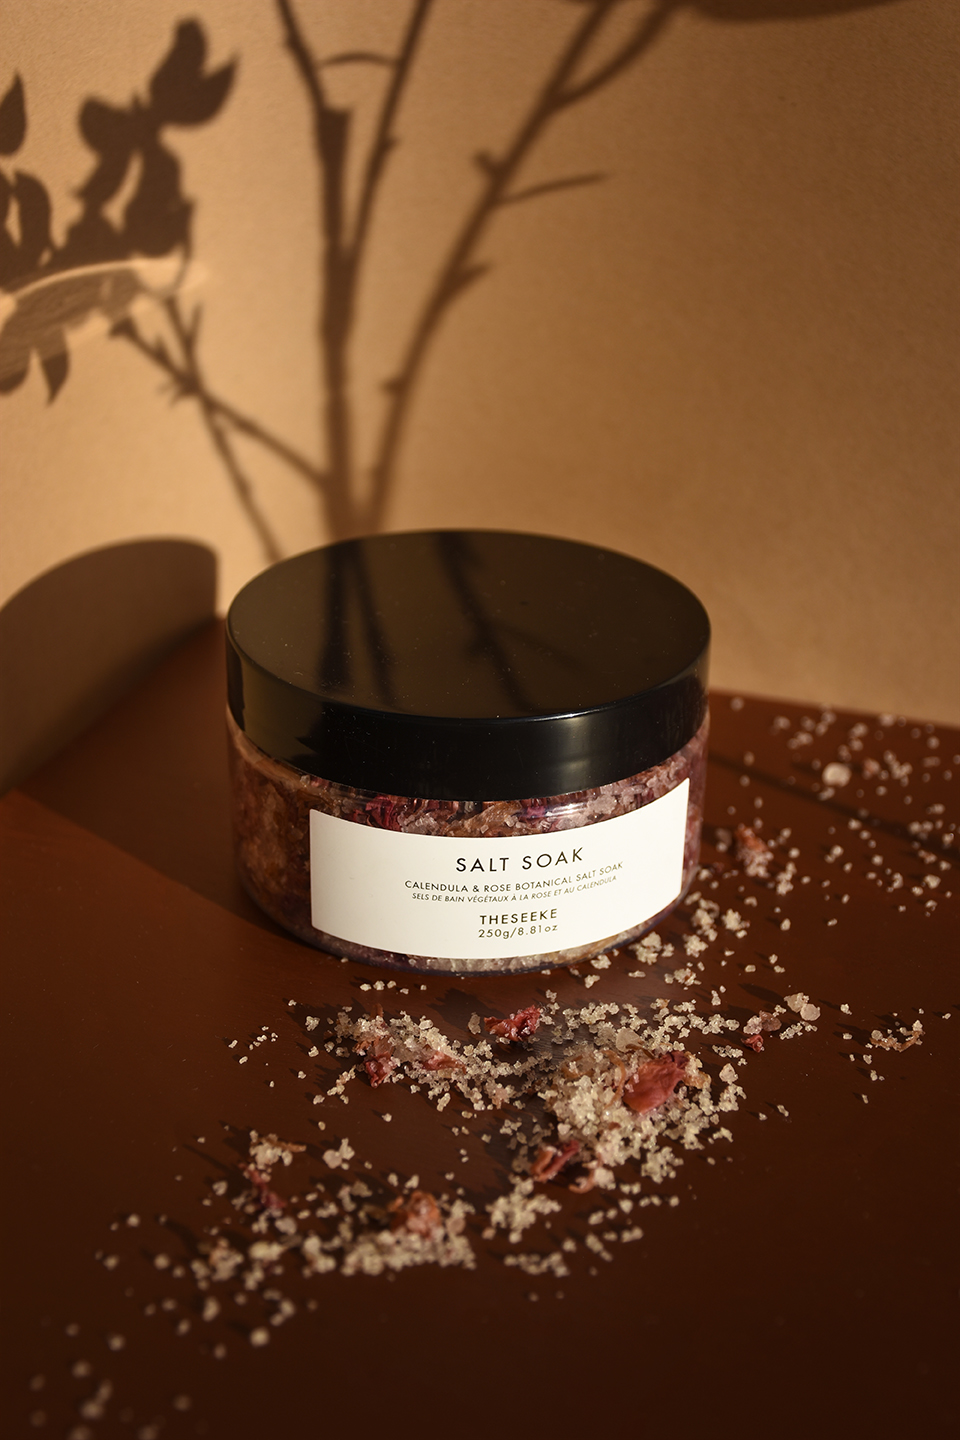 SALT SOAK
CALENDULA & ROSE BOTANICAL SALT SOAK
SELS DE BAIN VÉGÉTAUX À LA ROSE ET AU CALENDULA
THESEEKE
250g/8.81oz